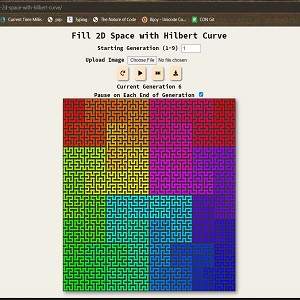 -2d-space-with-hilbert-curve/
Current Time Millis pip Typing The Nature of Code Bijoy - Unicode Co... CDN Git
Fill 2D Space with Hilbert Curve
Starting Generation (1-9) 1
Upload Image Choose File No file chosen
Current Generation 6
Pause on Each End of Generation